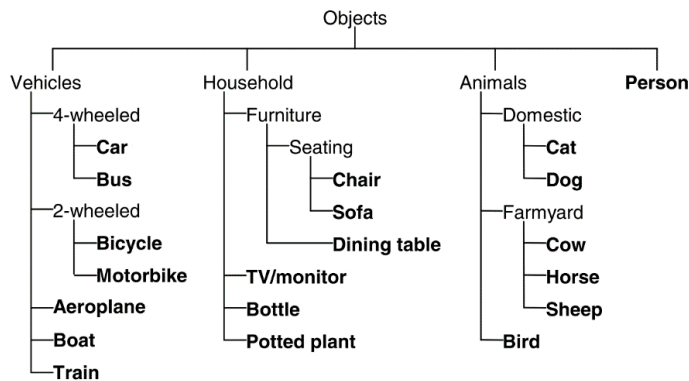 Objects
Vehicles
4-wheeled
Car
Bus
2-wheeled
Bicycle
Motorbike
Aeroplane
Boat
Train
Household
Furniture
Seating
Chair
Sofa
Dining table
TV/monitor
Bottle
Potted plant
Animals
Domestic
Cat
Dog
Farmyard
Cow
Horse
Sheep
Bird
Person